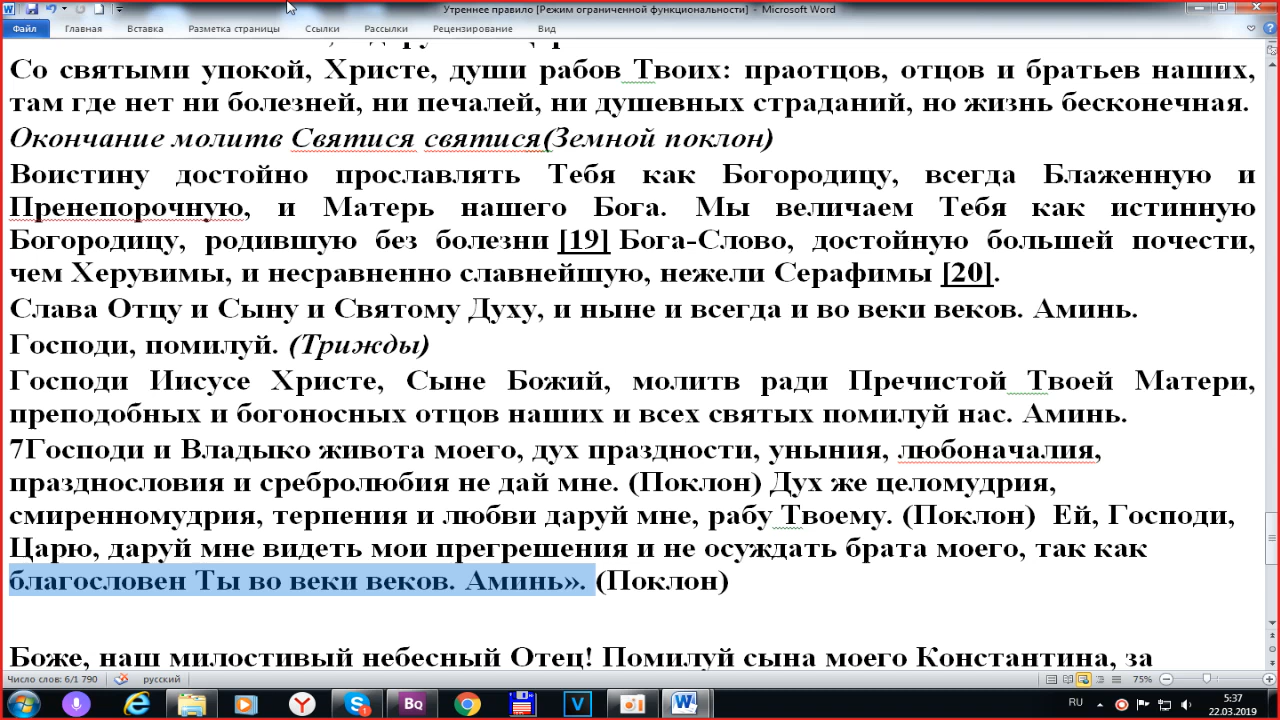 Утреннее правило [Режим ограниченной функциональности] - Microsoft Word
Файл Главная Вставка Разметка страницы Ссылки Рассылки Рецензирование Вид
Со святыми упокой, Христе, души рабов Твоих: праотцов, отцов и братьев наших,
там где нет ни болезней, ни печалей, ни душевных страданий, но жизнь бесконечная.
Окончание молитв Святися святися(Земной поклон)
Воистину достойно прославлять Тебя как Богородицу, всегда Блаженную и
Пренепорочную, и Матерь нашего Бога. Мы величаем Тебя как истинную
Богородицу, родившую без болезни [19] Бога-Слово, достойную большей почести,
чем Херувимы, и несравненно славнейшую, нежели Серафимы [20].
Слава Отцу и Сыну и Святому Духу, и ныне и всегда и во веки веков. Аминь.
Господи, помилуй. (Трижды)
Господи Иисусе Христе, Сыне Божий, молитв ради Пречистой Твоей Матери,
преподобных и богоносных отцов наших и всех святых помилуй нас. Аминь.
7Господи и Владыко живота моего, дух праздности, уныния, любоначалия,
празднословия и сребролюбия не дай мне. (Поклон) Дух же целомудрия,
смиренномудрия, терпения и любви даруй мне, рабу Твоему. (Поклон) Ей, Господи,
Царю, даруй мне видеть мои прегрешения и не осуждать брата моего, так как
благословен Ты во веки веков. Аминь». (Поклон)
Боже, наш милостивый небесный Отец! Помилуй сына моего Константина, за
Число слов: 6/1 790 русский 75%
RU 5:37
22.03.2019